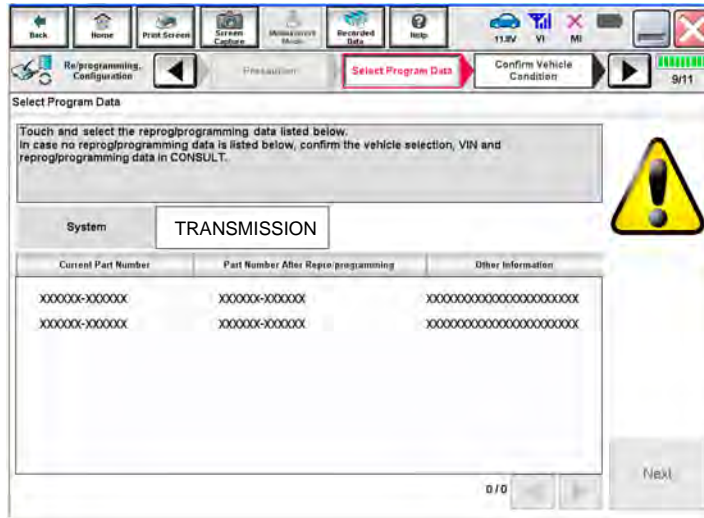 Back
Home
Print Screen
Screen Capture
Measurement Mode
Recorded Data
Help
11.8V
VI
MI
Re/programming, Configuration
Precaution
Select Program Data
Confirm Vehicle Condition
9/11
Select Program Data
Touch and select the reprog/programming data listed below.
In case no reprog/programming data is listed below, confirm the vehicle selection, VIN and
reprog/programming data in CONSULT.
System
TRANSMISSION
Current Part Number
Part Number After Repro/programming
Other Information
XXXXXX-XXXXXX XXXXXX-XXXXXX XXXXXXXXXXXXXXXXXXXXXXX
XXXXXX-XXXXXX XXXXXX-XXXXXX XXXXXXXXXXXXXXXXXXXXXXX
0/0
Next